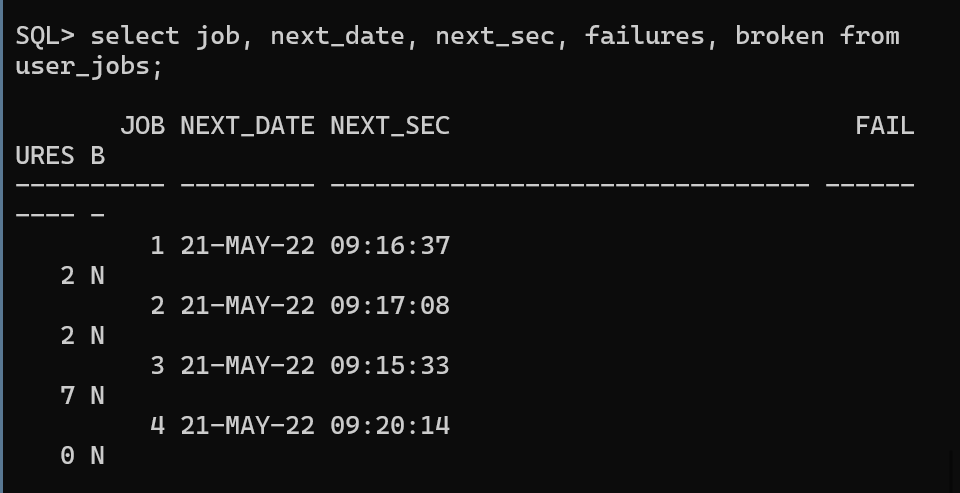 SQL> select job, next_date, next_sec, failures, broken from
user_jobs;
       JOB NEXT_DATE NEXT_SEC                           FAIL
URES B
---------- --------- -------------------------------- ------
---- -
         1 21-MAY-22 09:16:37
   2 N
         2 21-MAY-22 09:17:08
   2 N
         3 21-MAY-22 09:15:33
   7 N
         4 21-MAY-22 09:20:14
   0 N